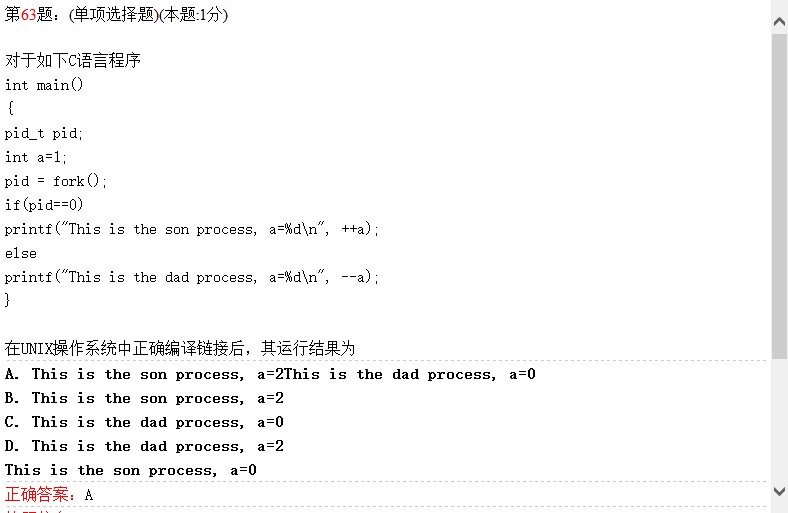 第63题：(单项选择题)(本题:1分)
对于如下C语言程序
int main()
{
pid_t pid;
int a=1;
pid = fork();
if(pid==0)
printf("This is the son process, a=%d\n", ++a);
else
printf("This is the dad process, a=%d\n", --a);
}
在UNIX操作系统中正确编译链接后，其运行结果为
A. This is the son process, a=2This is the dad process, a=0
B. This is the son process, a=2
C. This is the dad process, a=0
D. This is the dad process, a=2
This is the son process, a=0
正确答案：A